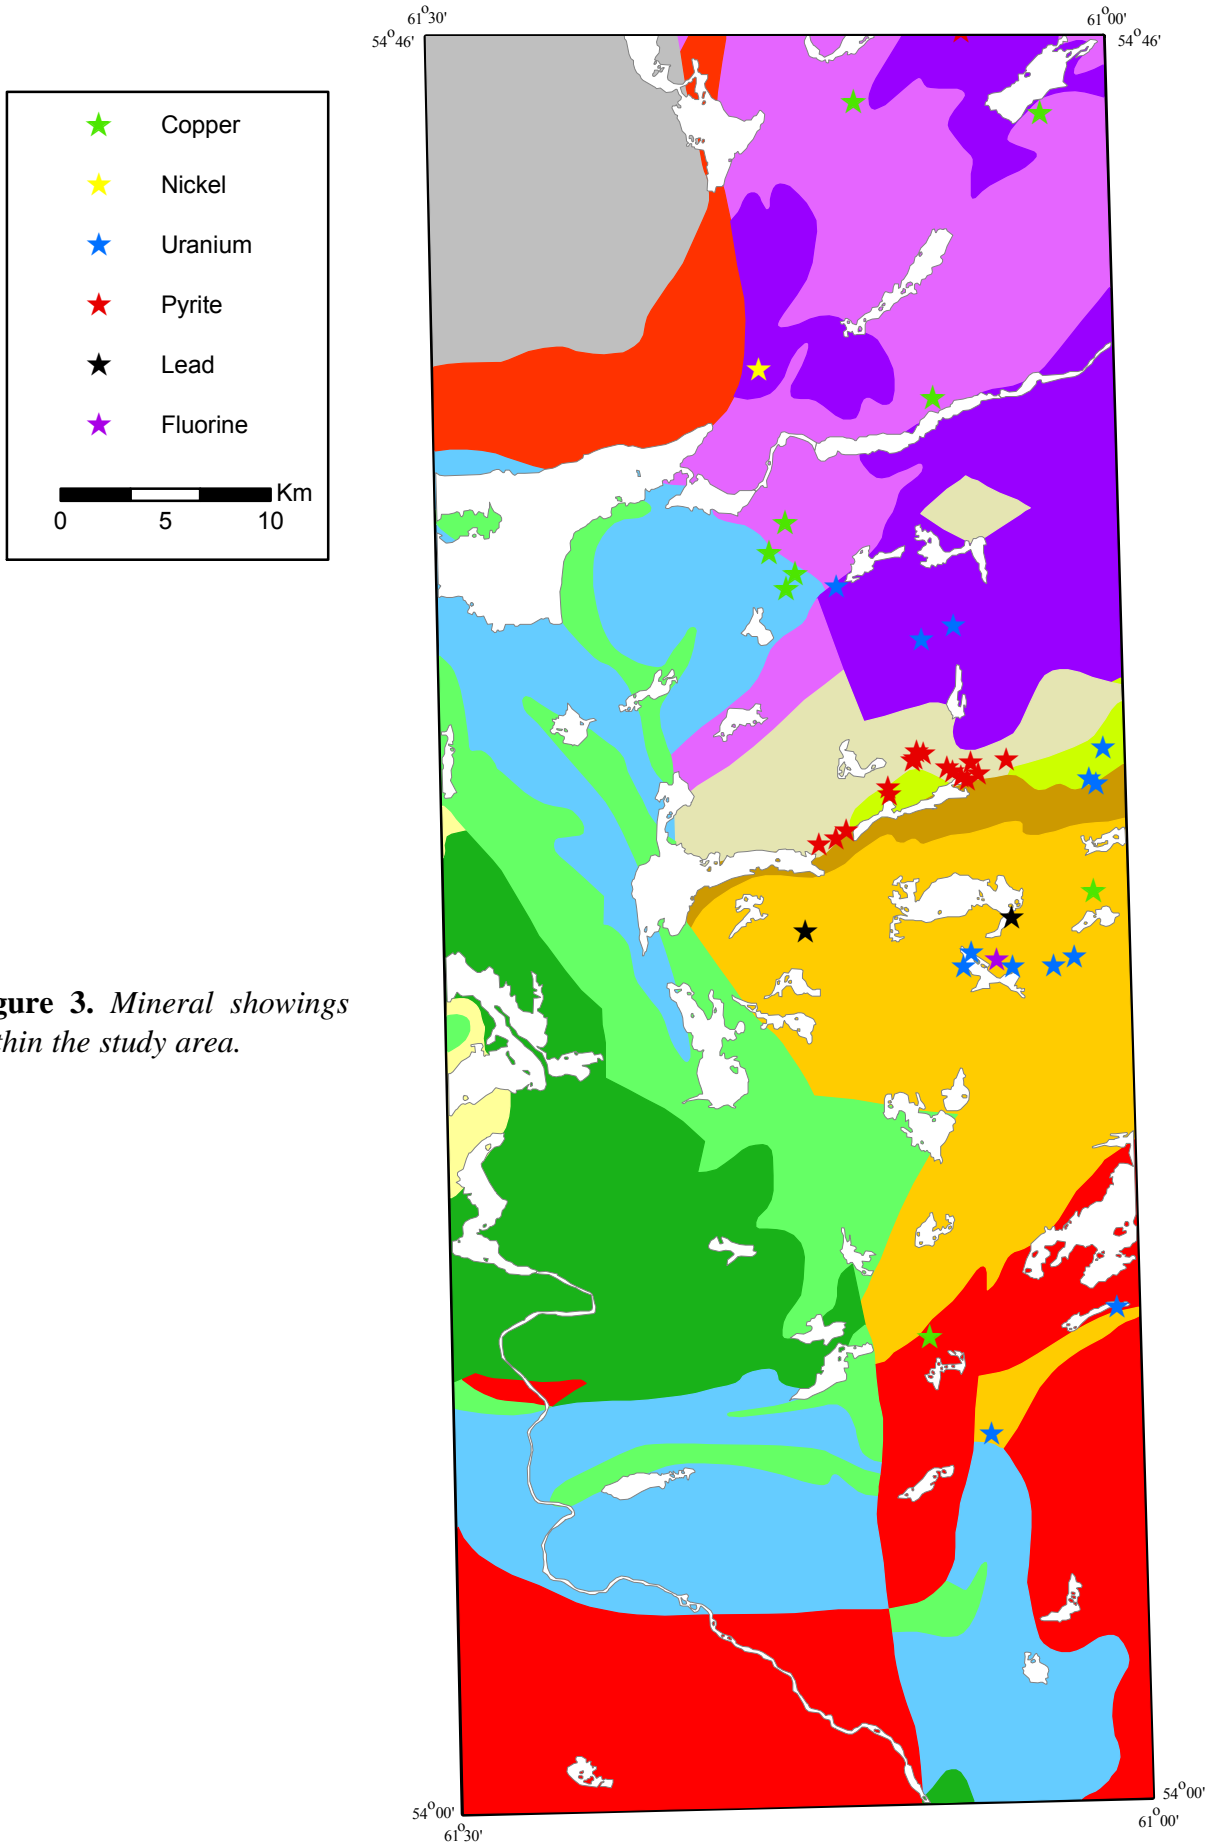 61°30'
61°00'
54°46'
54°46'
Copper
Nickel
Uranium
Pyrite
Lead
Fluorine
Km
0 5 10
gure 3. Mineral showings
thin the study area.
54°00'
54°00'
61°30'
61°00'